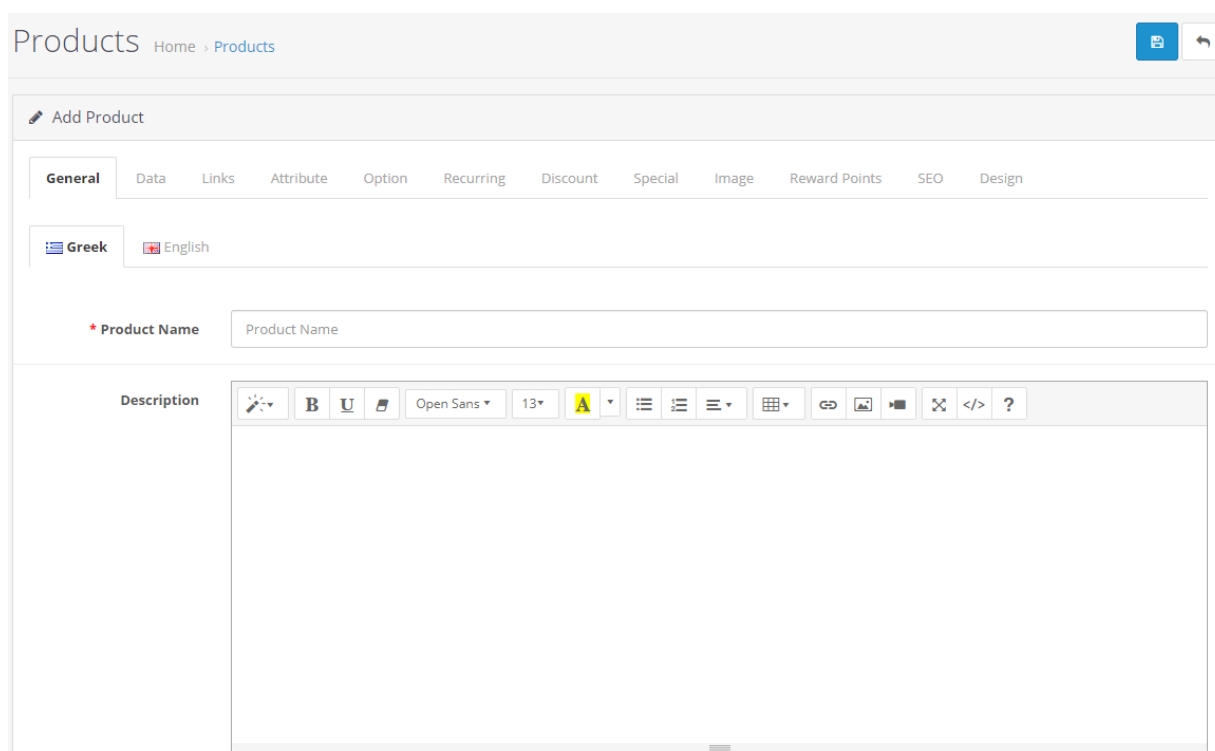 Products Home › Products
Add Product
General Data Links Attribute Option Recurring Discount Special Image Reward Points SEO Design
Greek English
* Product Name Product Name
Description B U Open Sans 13 A </> ?